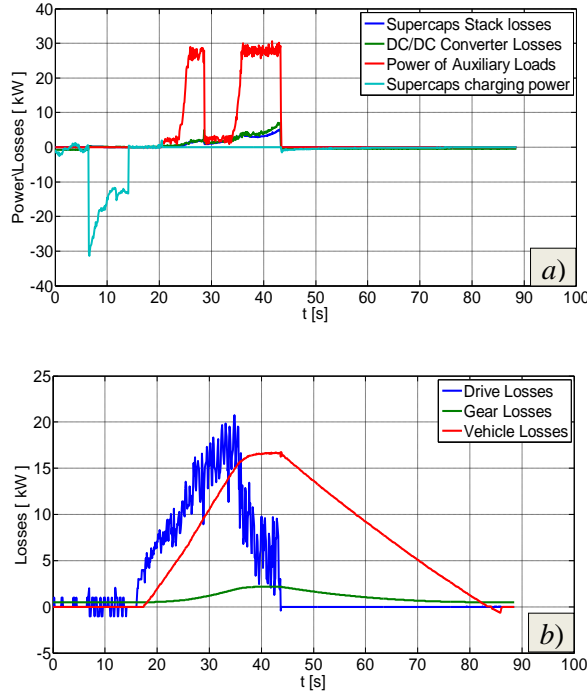 40
30
20
10
0
-10
-20
-30
40
Power\Losses [ kW]
Supercaps Stack losses
DC/DC Converter Losses
Power of Auxiliary Loads
Supercaps charging power
a)
0 10 20 30 40 50 60 70 80 90 100
t [s]
25
20
15
10
5
0
-5
Losses [ kW]
Drive Losses
Gear Losses
Vehicle Losses
b)
0 10 20 30 40 50 60 70 80 90 100
t [s]